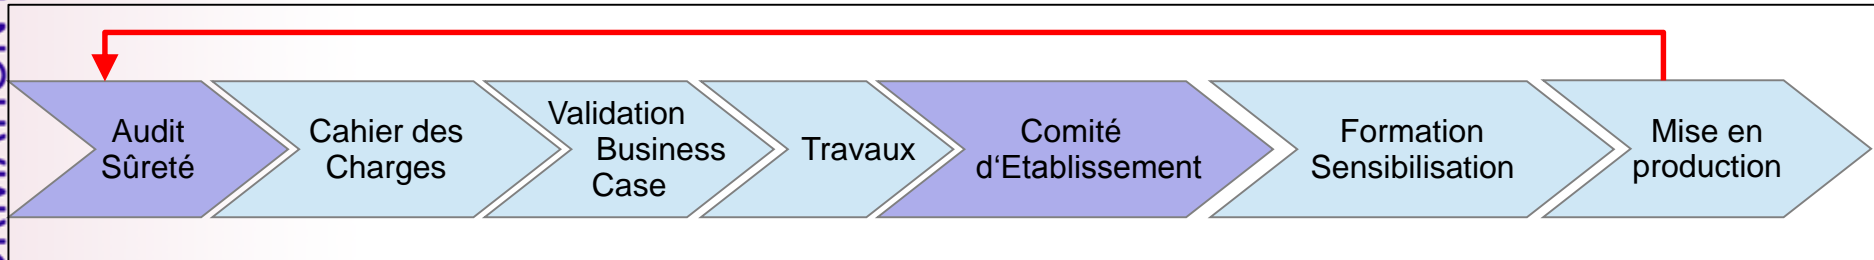 Audit
Sûreté
Cahier des
Charges
Validation
Business
Case
Travaux
Comité
d‘Etablissement
Formation
Sensibilisation
Mise en
production